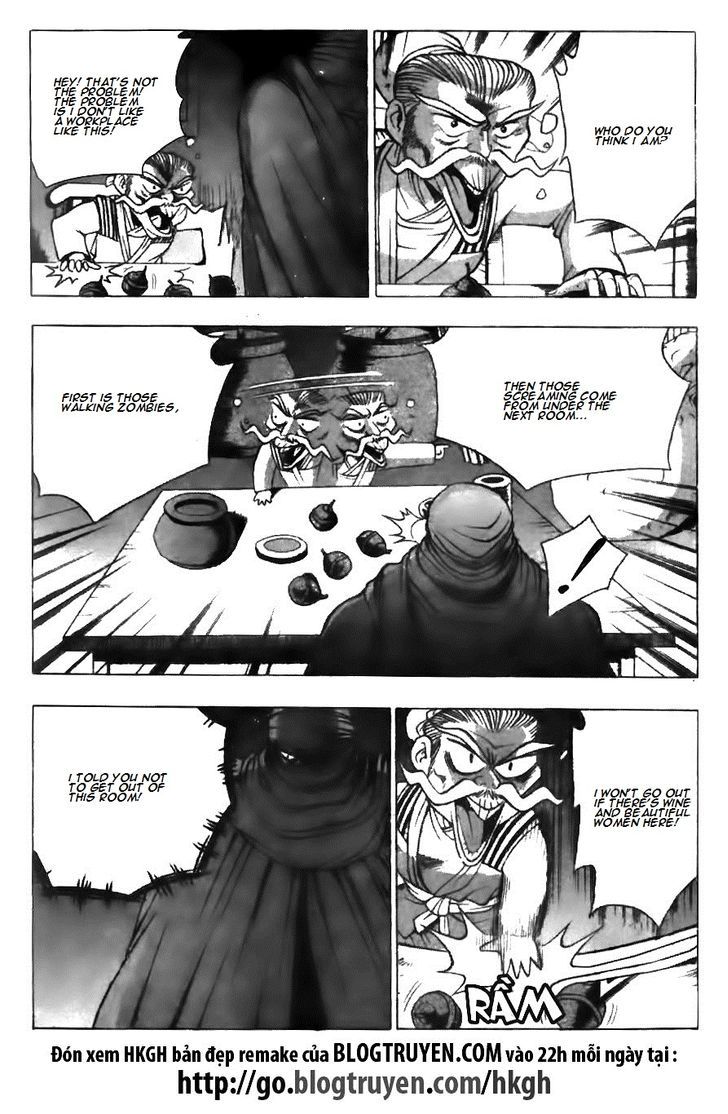 HEY! THAT'S NOT
THE PROBLEM!
THE PROBLEM
IS I DON'T LIKE
A WORKPLACE
LIKE THIS!
WHO DO YOU
THINK I AM?
FIRST IS THOSE
WALKING ZOMBIES,
THEN THOSE
SCREAMING COME
FROM UNDER THE
NEXT ROOM...
!
I TOLD YOU NOT
TO GET OUT OF
THIS ROOM!
I WON'T GO OUT
IF THERE'S WINE
AND BEAUTIFUL
WOMEN HERE!
RẦM
Đón xem HKGH bản đẹp remake của BLOGTRUYEN.COM vào 22h mỗi ngày tại :
http://go.blogtruyen.com/hkgh